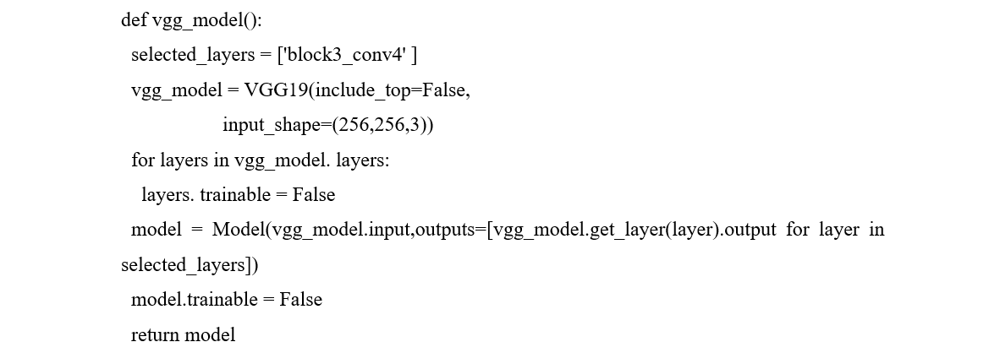 def vgg_model():
selected_layers = ['block3_conv4' ]
vgg_model = VGG19(include_top=False,
input_shape=(256,256,3))
for layers in vgg_model. layers:
layers. trainable = False
model = Model(vgg_model.input,outputs=[vgg_model.get_layer(layer).output for layer in
selected_layers])
model.trainable = False
return model